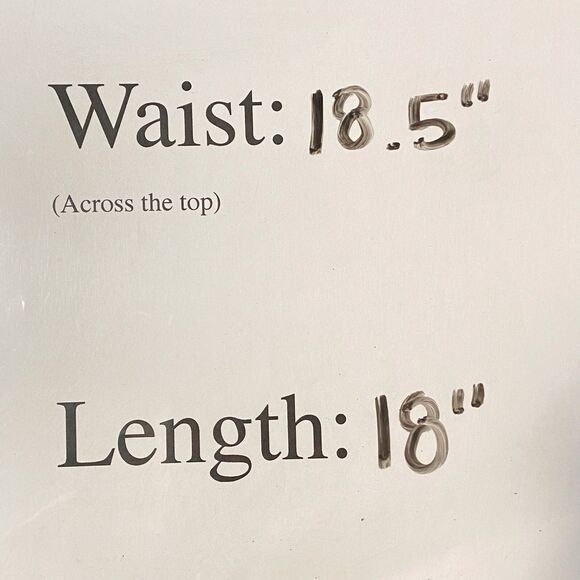 Waist: 18.5"
(Across the top)
Length: 18"